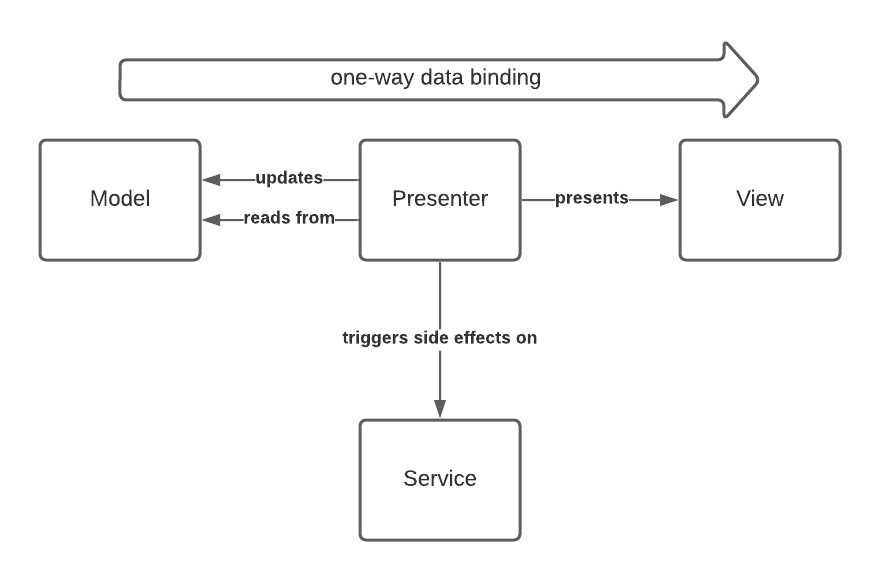 one-way data binding
Model
updates
reads from
Presenter
presents
View
triggers side effects on
Service